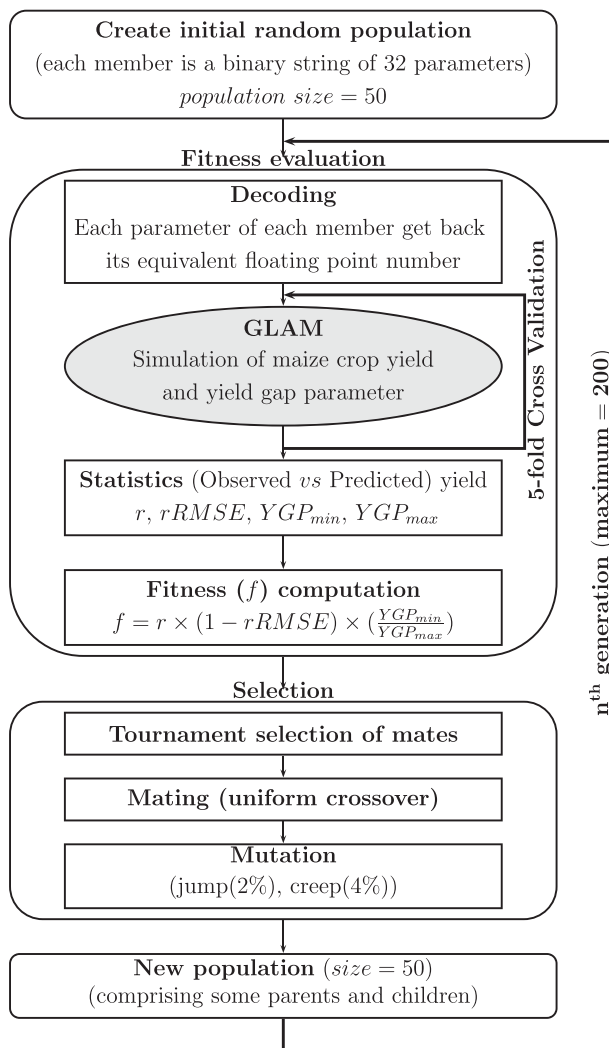 Create initial random population
(each member is a binary string of 32 parameters)
population size = 50
Fitness evaluation
Decoding
Each parameter of each member get back
its equivalent floating point number
GLAM
Simulation of maize crop yield
and yield gap parameter
5-fold Cross Validation
Statistics (Observed vs Predicted) yield
r, rRMSE, YGP_min, YGP_max
Fitness (f) computation
f = r × (1 − rRMSE) × (YGP_min/YGP_max)
nth generation (maximum = 200)
Selection
Tournament selection of mates
Mating (uniform crossover)
Mutation
(jump(2%), creep(4%))
New population (size = 50)
(comprising some parents and children)